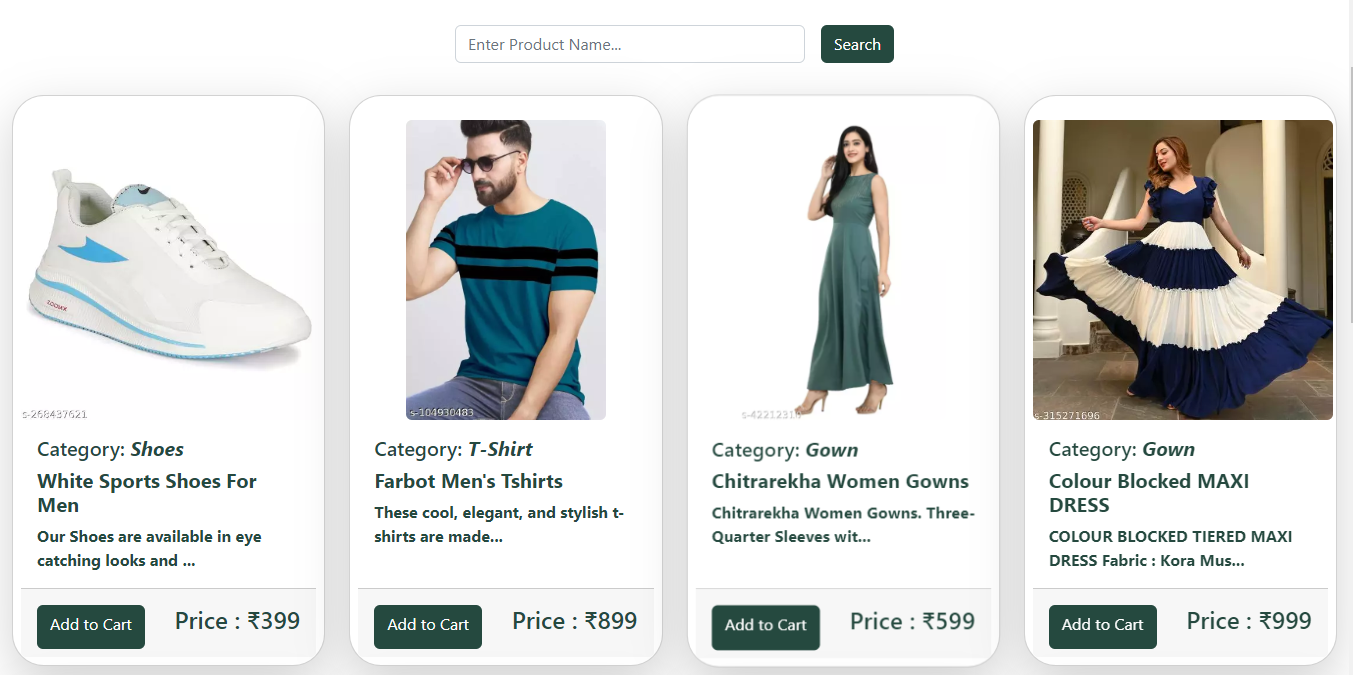 Enter Product Name...
Search
ZOOMX
s-268437621
s-104930483
s-315271696
Category: Shoes
White Sports Shoes For
Men
Our Shoes are available in eye
catching looks and ...
Add to Cart
Price : ₹399
Category: T-Shirt
Farbot Men's Tshirts
These cool, elegant, and stylish t-
shirts are made...
Add to Cart
Price : ₹899
Category: Gown
Chitrarekha Women Gowns
Chitrarekha Women Gowns. Three-
Quarter Sleeves wit...
Add to Cart
Price : ₹599
Category: Gown
Colour Blocked MAXI
DRESS
COLOUR BLOCKED TIERED MAXI
DRESS Fabric : Kora Mus...
Add to Cart
Price : ₹999